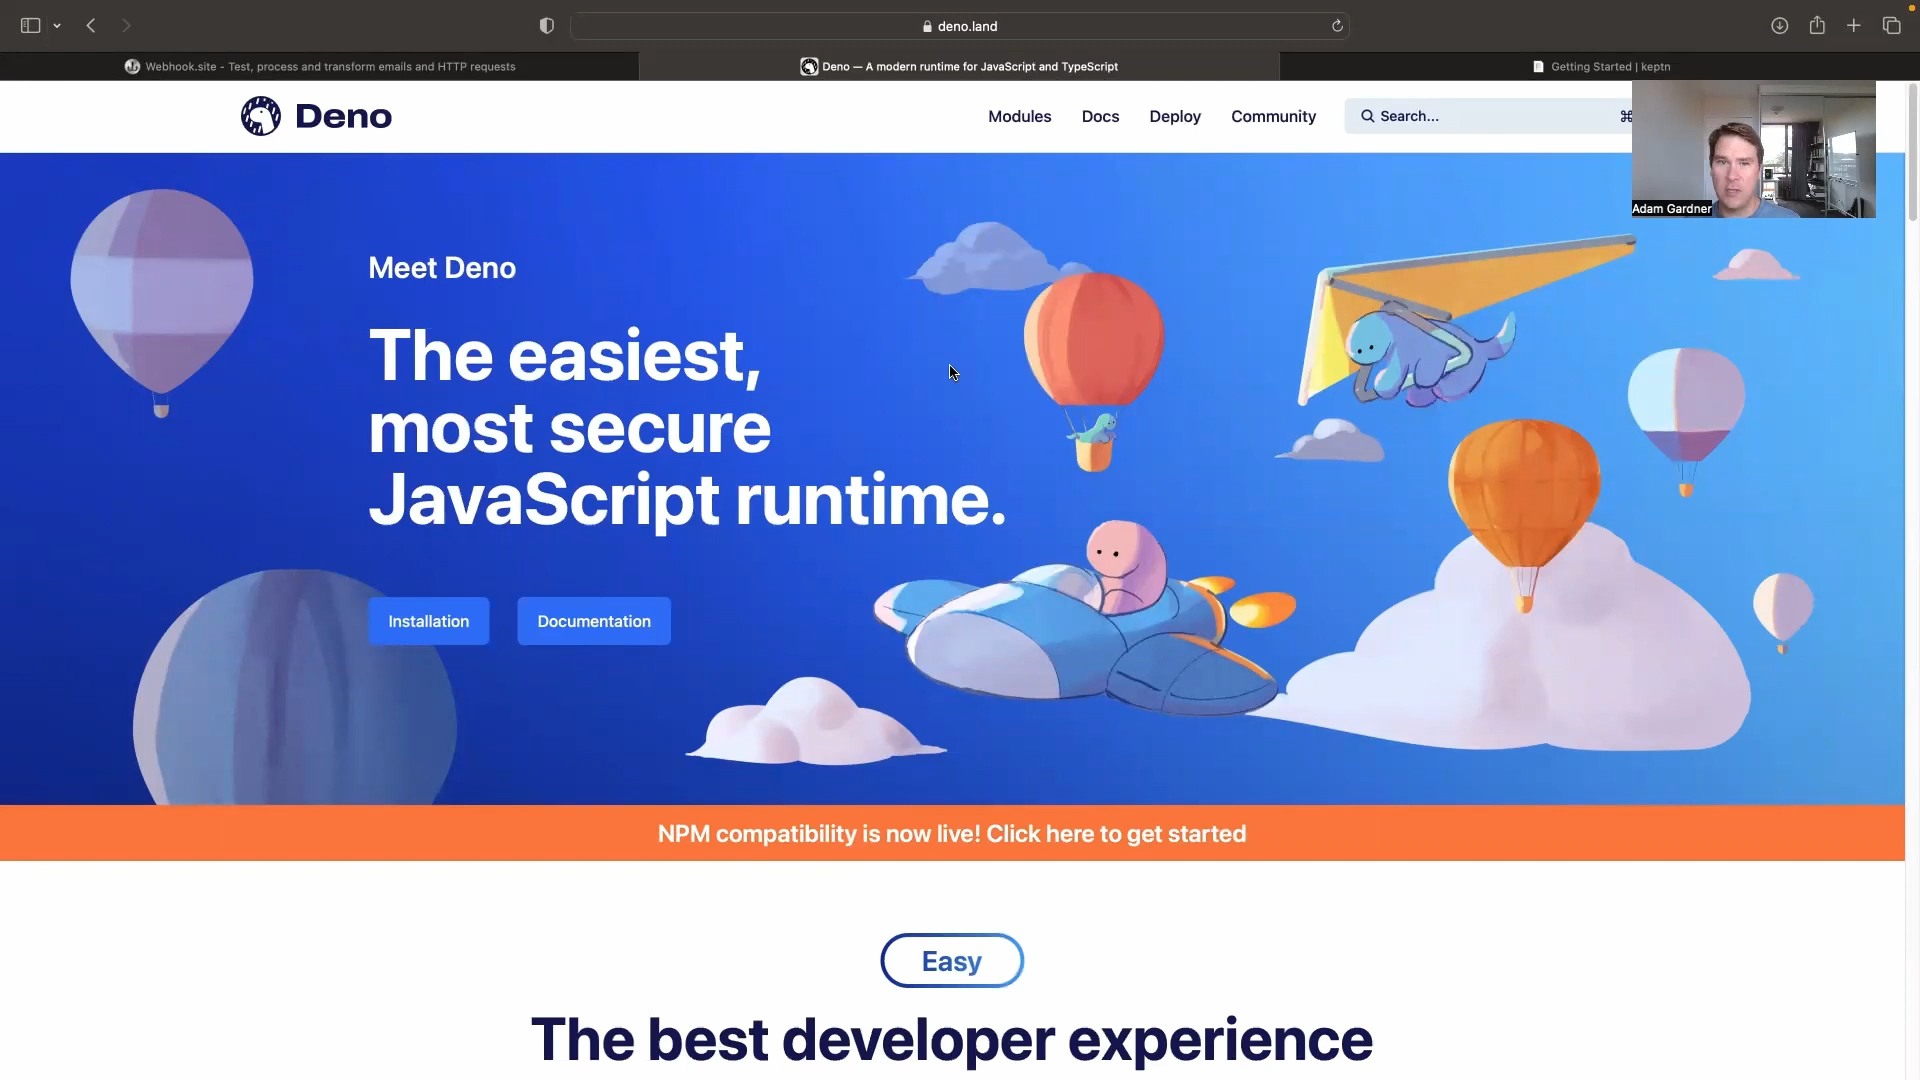 deno.land
Webhook.site - Test, process and transform emails and HTTP requests
Deno — A modern runtime for JavaScript and TypeScript
Getting Started | keptn
Deno
Modules
Docs
Deploy
Community
Search...
⌘
Adam Gardner
Meet Deno
The easiest,
most secure
JavaScript runtime.
Installation
Documentation
NPM compatibility is now live! Click here to get started
Easy
The best developer experience